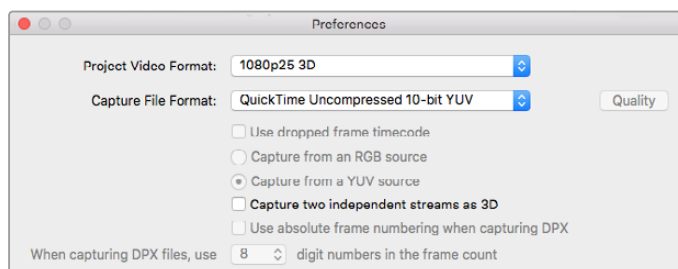 Preferences
Project Video Format: 1080p25 3D
Capture File Format: QuickTime Uncompressed 10-bit YUV Quality
Use dropped frame timecode
Capture from an RGB source
Capture from a YUV source
Capture two independent streams as 3D
Use absolute frame numbering when capturing DPX
When capturing DPX files, use 8 digit numbers in the frame count